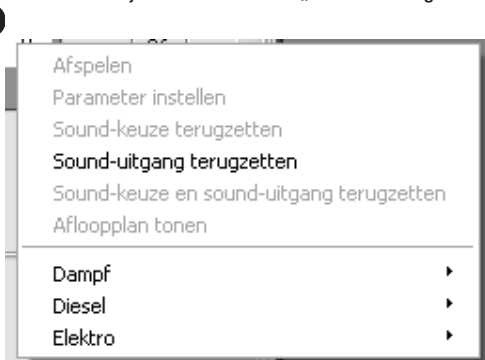 Afspelen
Parameter instellen
Sound-keuze terugzetten
Sound-uitgang terugzetten
Sound-keuze en sound-uitgang terugzetten
Afloopplan tonen
Dampf
Diesel
Elektro